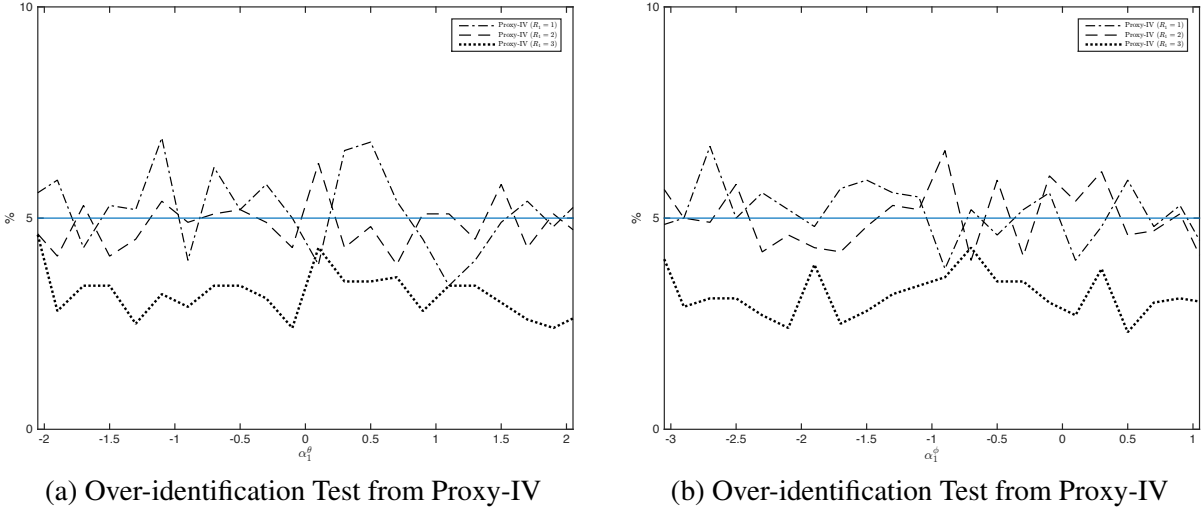 10
Proxy-IV (R₁ = 1)
Proxy-IV (R₁ = 2)
Proxy-IV (R₁ = 3)
%
5
0
-2 -1.5 -1 -0.5 0 0.5 1 1.5 2
α₁^θ
(a) Over-identification Test from Proxy-IV
10
Proxy-IV (R₁ = 1)
Proxy-IV (R₁ = 2)
Proxy-IV (R₁ = 3)
%
5
0
-3 -2.5 -2 -1.5 -1 -0.5 0 0.5 1
α₁^ϕ
(b) Over-identification Test from Proxy-IV